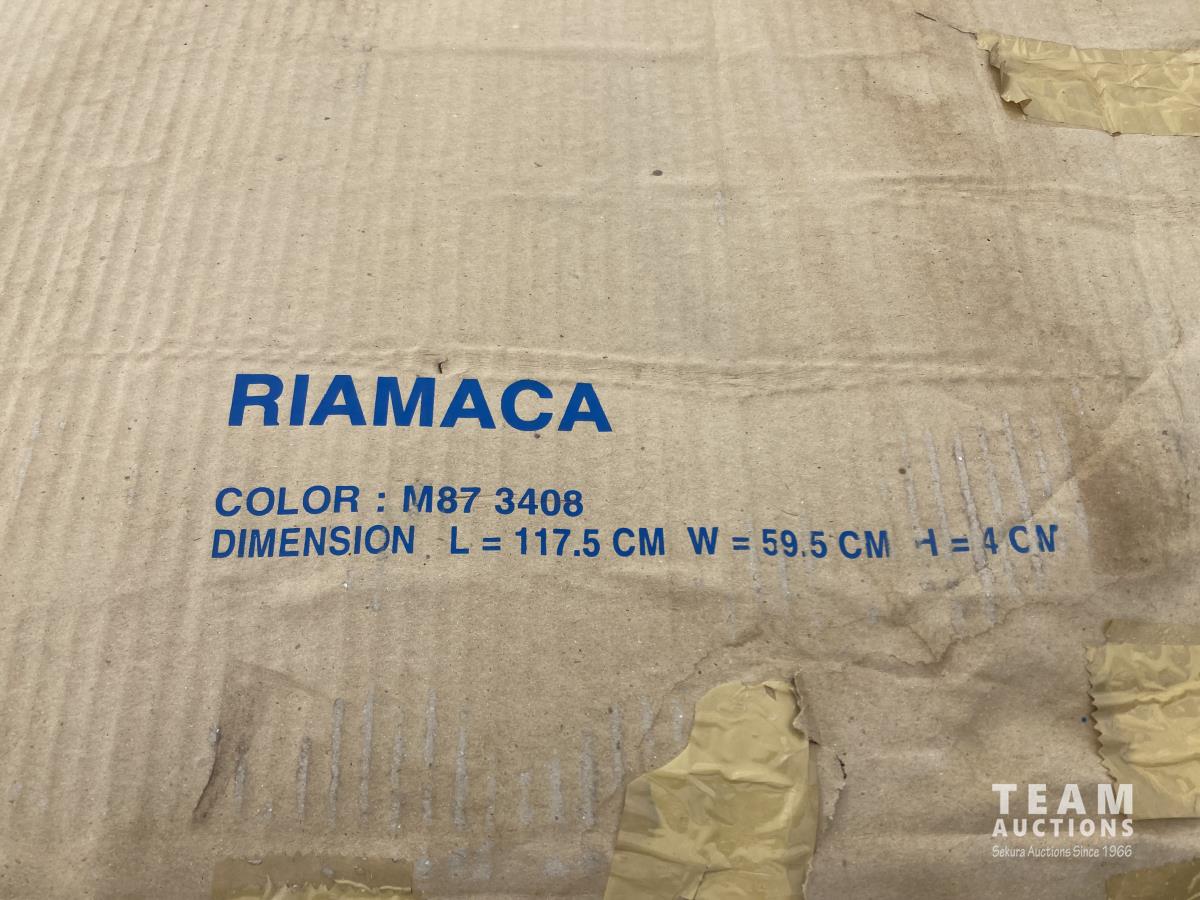 RIAMACA
COLOR : M87 3408
DIMENSION L = 117.5 CM W = 59.5 CM H = 4 CM
TEAM
AUCTIONS
Sekura Auctions Since 1966